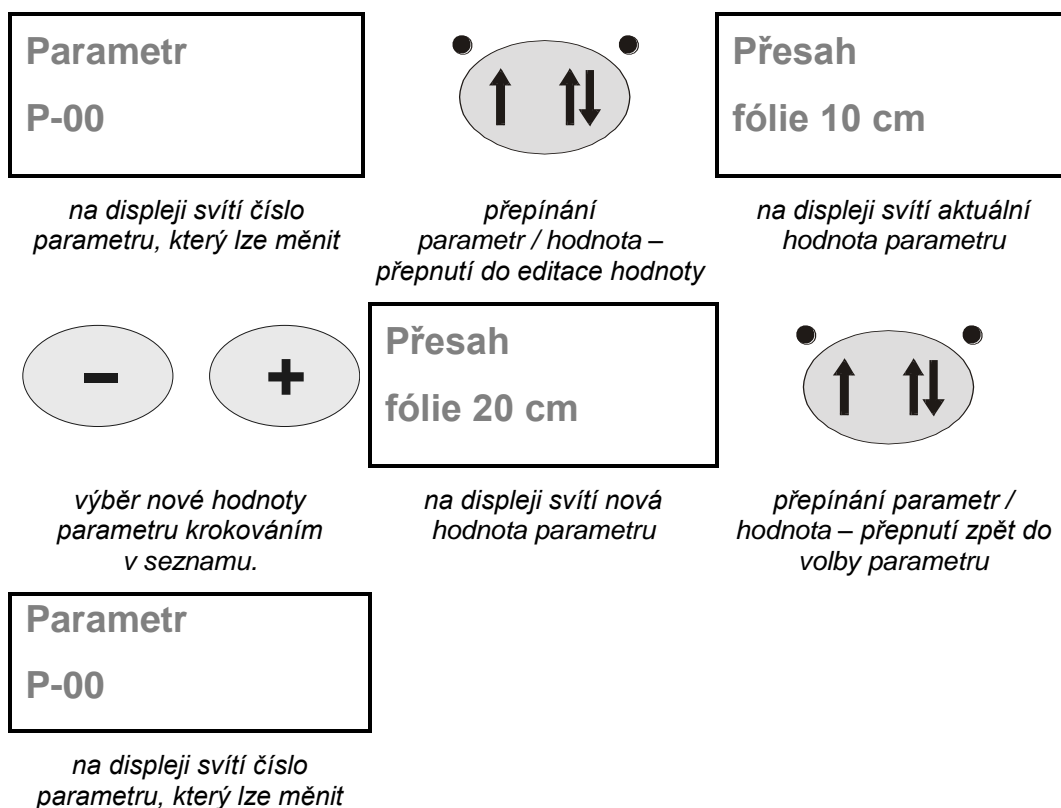 Parametr
P-00
Přesah
fólie 10 cm
na displeji svítí číslo
parametru, který lze měnit
přepínání
parametr / hodnota –
přepnutí do editace hodnoty
na displeji svítí aktuální
hodnota parametru
–
+
Přesah
fólie 20 cm
výběr nové hodnoty
parametru krokováním
v seznamu.
na displeji svítí nová
hodnota parametru
přepínání parametr /
hodnota – přepnutí zpět do
volby parametru
Parametr
P-00
na displeji svítí číslo
parametru, který lze měnit